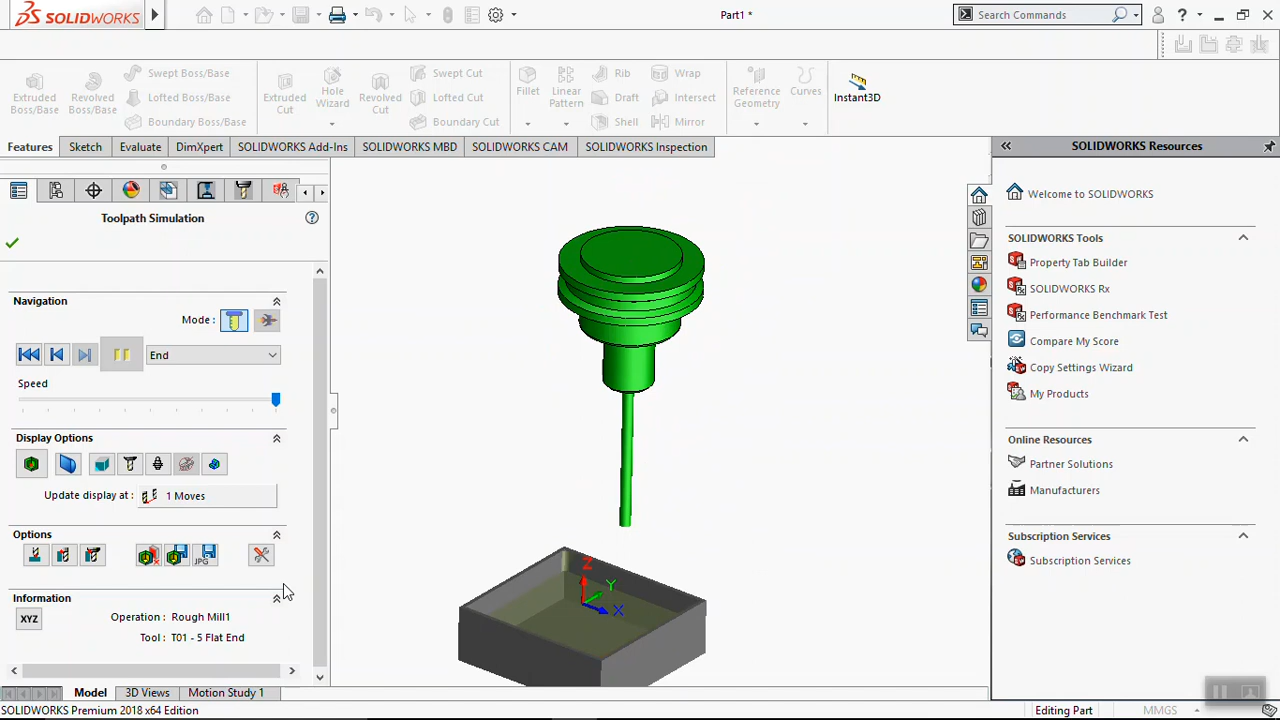 SOLIDWORKS
Part1 *
Search Commands
?
Extruded Boss/Base
Revolved Boss/Base
Swept Boss/Base
Lofted Boss/Base
Boundary Boss/Base
Extruded Cut
Hole Wizard
Revolved Cut
Swept Cut
Lofted Cut
Boundary Cut
Fillet
Linear Pattern
Rib
Draft
Shell
Wrap
Intersect
Mirror
Reference Geometry
Curves
Instant3D
Features
Sketch
Evaluate
DimXpert
SOLIDWORKS Add-Ins
SOLIDWORKS MBD
SOLIDWORKS CAM
SOLIDWORKS Inspection
Toolpath Simulation
?
Navigation
Mode :
End
Speed
Display Options
Update display at :
1 Moves
Options
JPG
Information
XYZ
Operation : Rough Mill1
Tool : T01 - 5 Flat End
Z
Y
X
SOLIDWORKS Resources
Welcome to SOLIDWORKS
SOLIDWORKS Tools
Property Tab Builder
SOLIDWORKS Rx
Performance Benchmark Test
Compare My Score
Copy Settings Wizard
My Products
Online Resources
Partner Solutions
Manufacturers
Subscription Services
Subscription Services
Model
3D Views
Motion Study 1
SOLIDWORKS Premium 2018 x64 Edition
Editing Part
MMGS